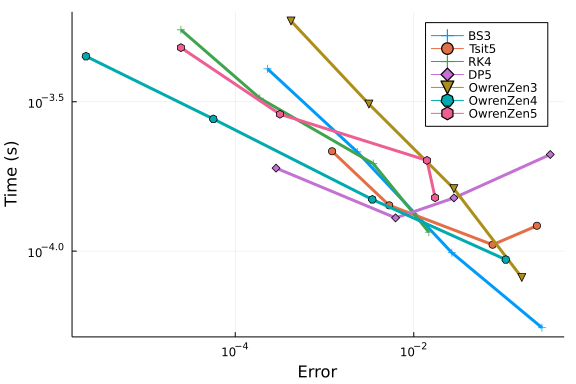 BS3
Tsit5
RK4
DP5
OwrenZen3
OwrenZen4
OwrenZen5
10⁻³·⁵
10⁻⁴·⁰
Time (s)
10⁻⁴
10⁻²
Error